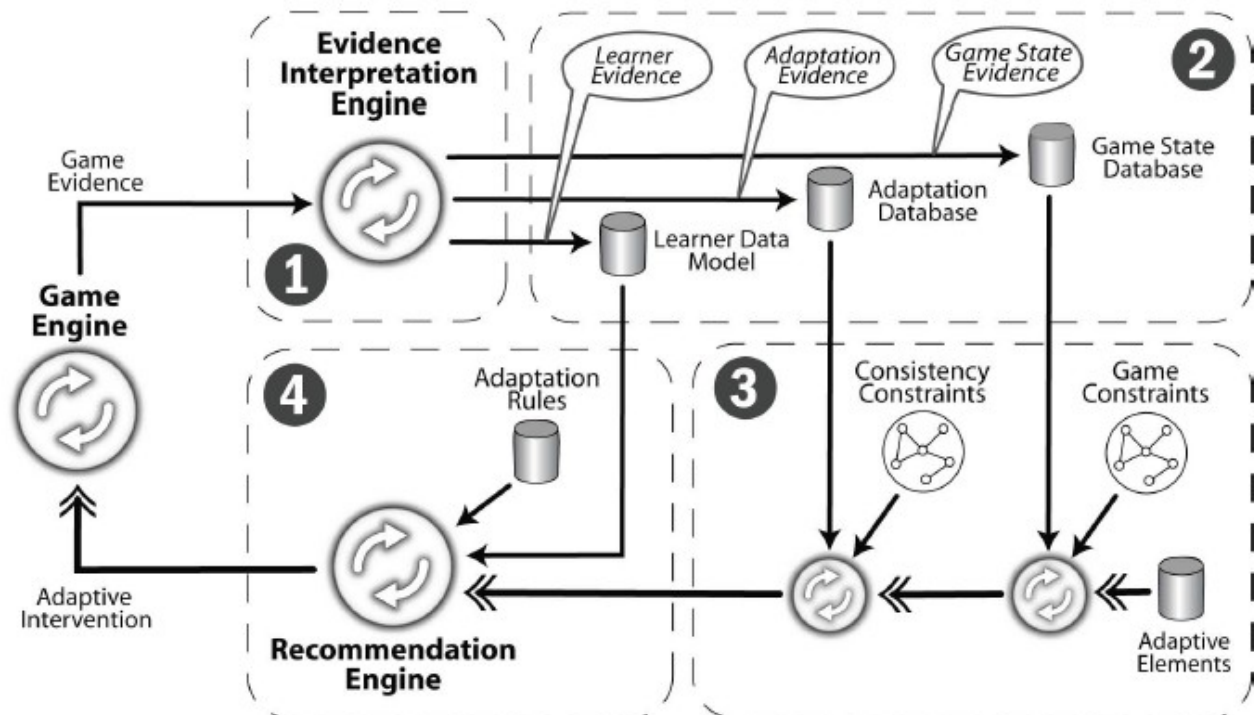 Evidence
Interpretation
Engine
Learner
Evidence
Adaptation
Evidence
Game State
Evidence
2
Game
Evidence
Game State
Database
Adaptation
Database
Learner Data
Model
1
Game
Engine
4
Adaptation
Rules
3
Consistency
Constraints
Game
Constraints
Adaptive
Intervention
Recommendation
Engine
Adaptive
Elements